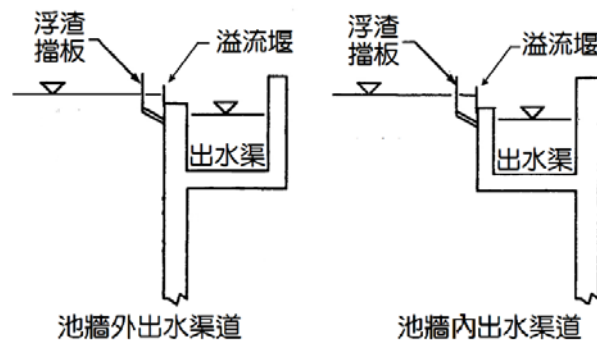 浮渣
擋板
溢流堰
出水渠
池牆外出水渠道
浮渣
擋板
溢流堰
出水渠
池牆內出水渠道